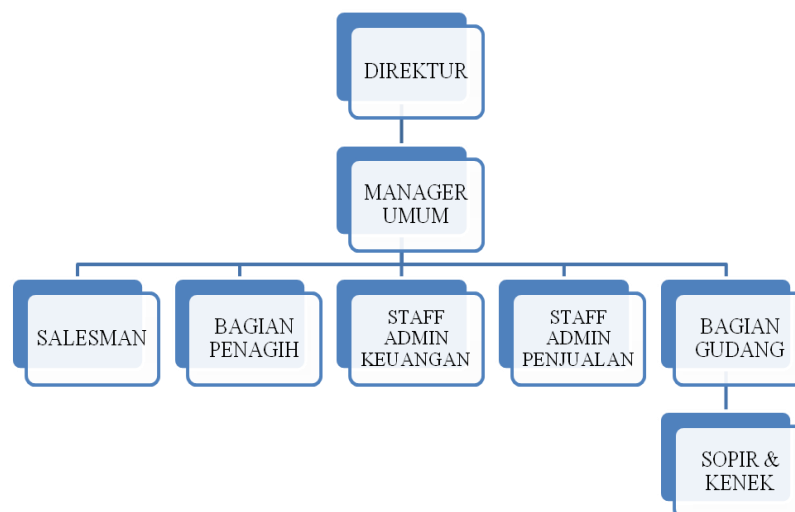 DIREKTUR
MANAGER
UMUM
SALESMAN
BAGIAN
PENAGIH
STAFF
ADMIN
KEUANGAN
STAFF
ADMIN
PENJUALAN
BAGIAN
GUDANG
SOPIR &
KENEK